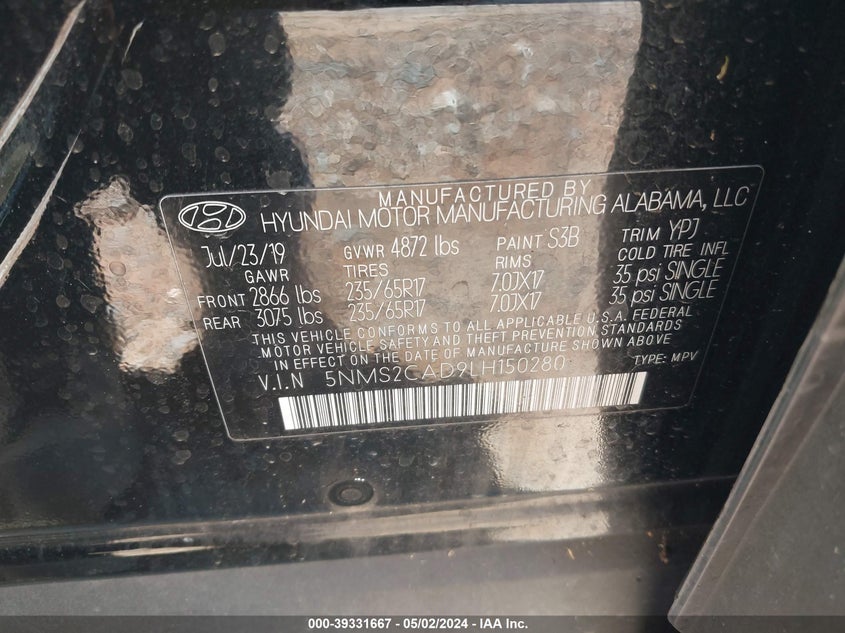 MANUFACTURED BY
HYUNDAI MOTOR MANUFACTURING ALABAMA, LLC
Jul/23/19 GVWR 4872 lbs PAINT S3B TRIM YPJ
GAWR TIRES RIMS COLD TIRE INFL
FRONT 2866 lbs 235/65R17 7.0JX17 35 psi SINGLE
REAR 3075 lbs 235/65R17 7.0JX17 35 psi SINGLE
THIS VEHICLE CONFORMS TO ALL APPLICABLE U.S.A. FEDERAL
MOTOR VEHICLE SAFETY AND THEFT PREVENTION STANDARDS
IN EFFECT ON THE DATE OF MANUFACTURE SHOWN ABOVE
V.I.N 5NMS2CAD9LH150280 TYPE: MPV
000-39331667 - 05/02/2024 - IAA Inc.